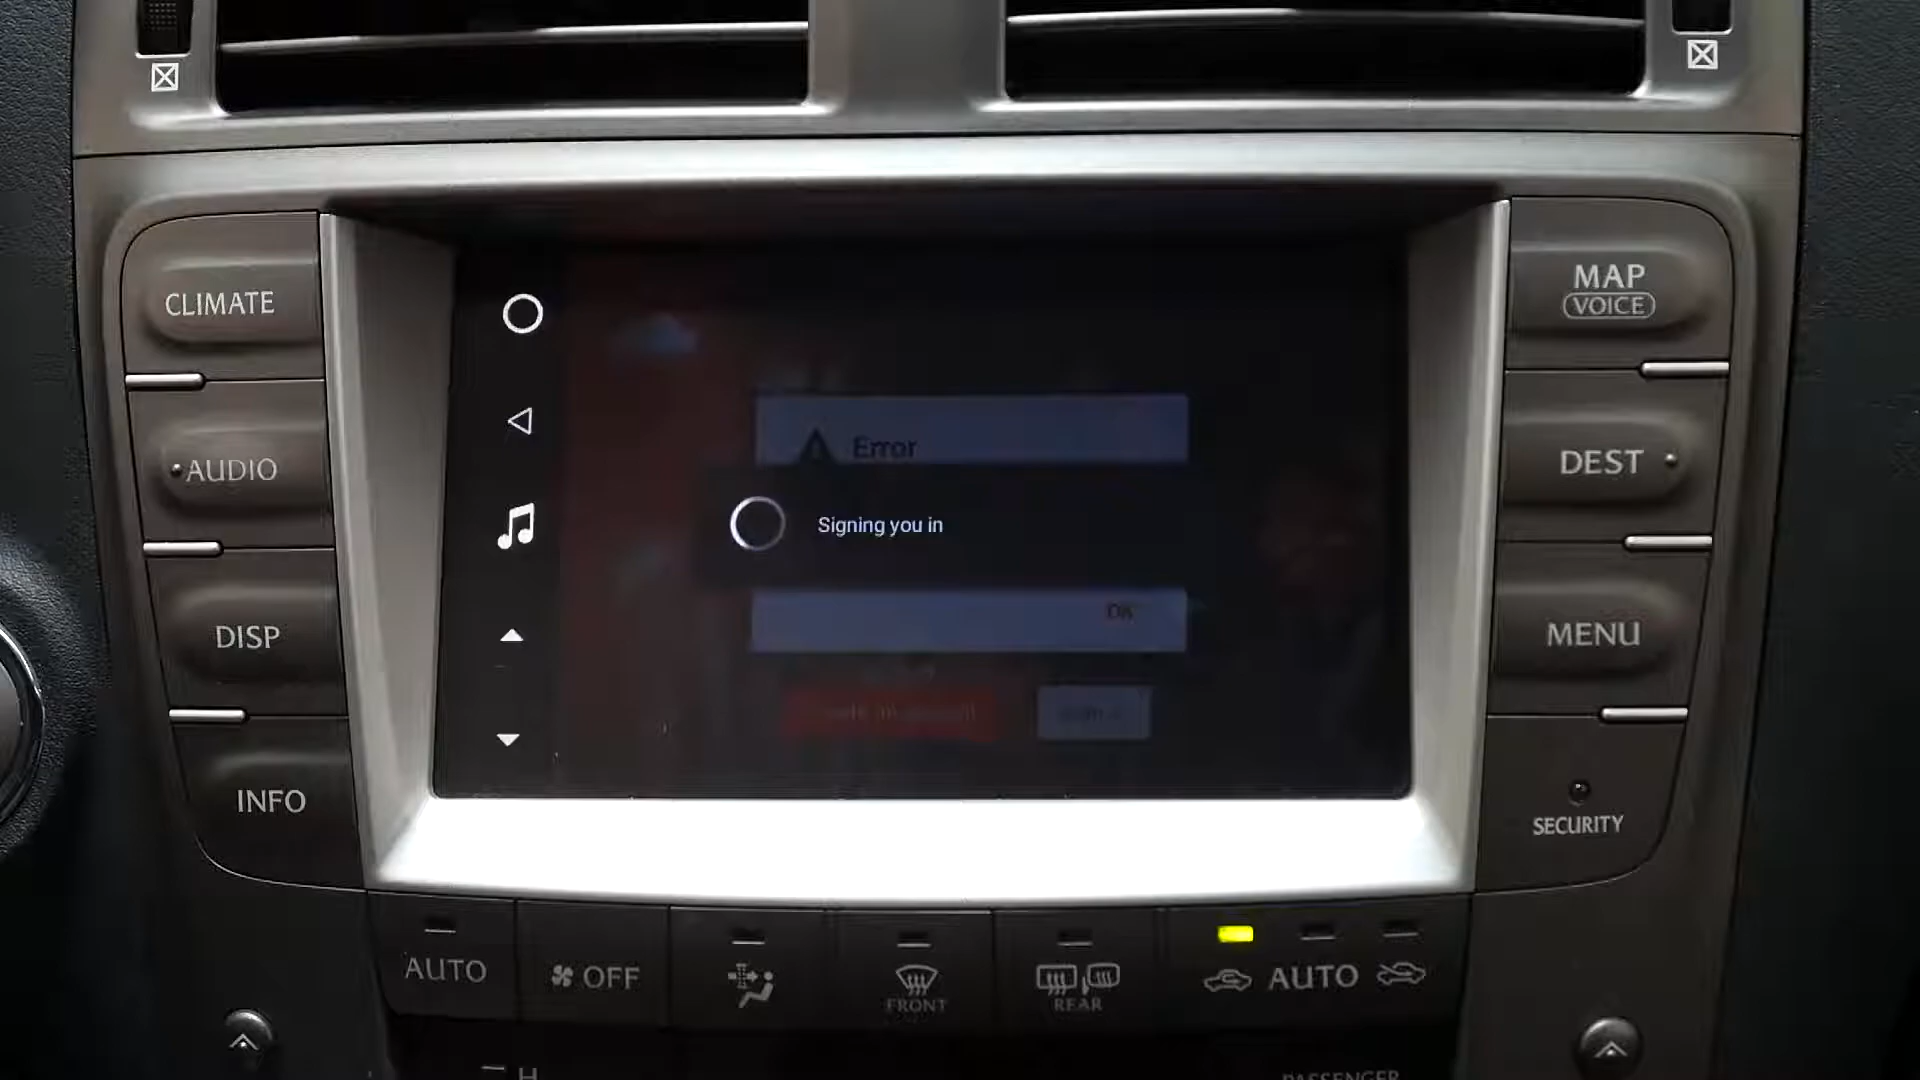 CLIMATE
AUDIO
DISP
INFO
Error
Signing you in
OK
MAP
VOICE
DEST
MENU
SECURITY
AUTO
OFF
FRONT
REAR
AUTO
H
PASSENGER